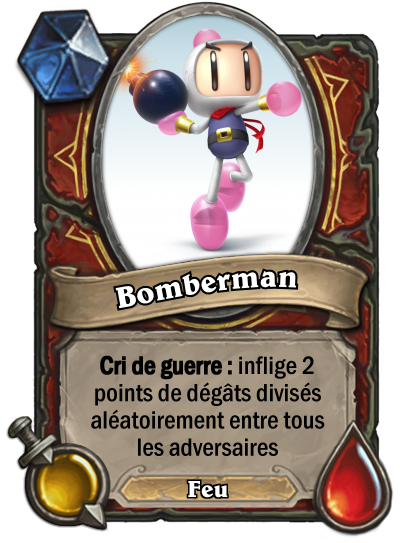 Bomberman
Cri de guerre : inflige 2
points de dégâts divisés
aléatoirement entre tous
les adversaires
Feu